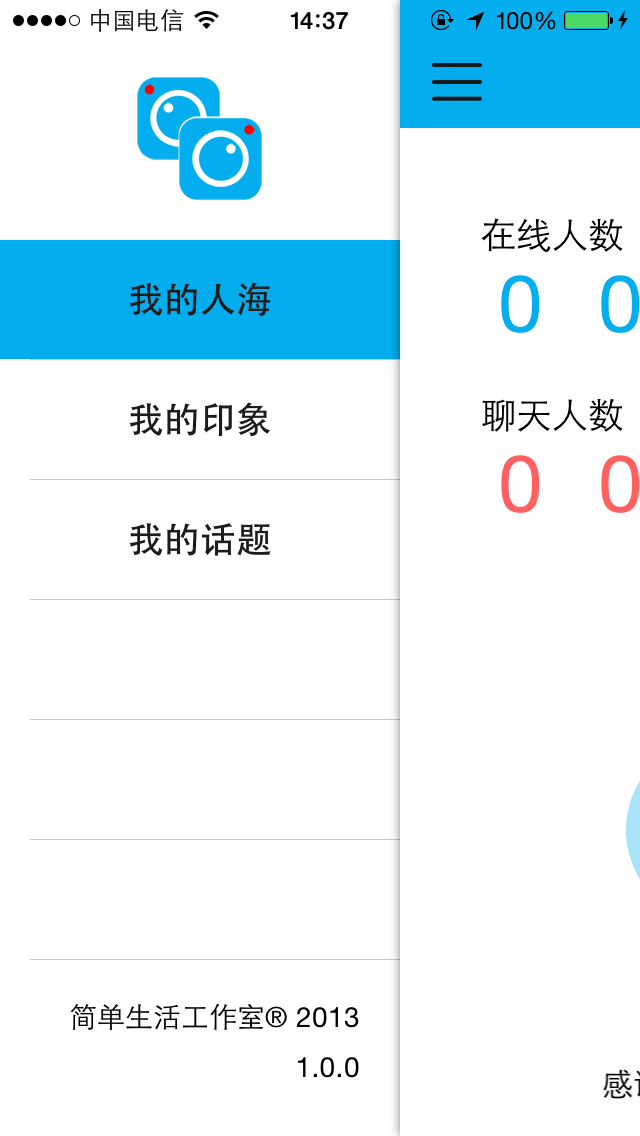 中国电信 14:37 100%
我的人海
我的印象
我的话题
简单生活工作室® 2013
1.0.0
在线人数
0 0
聊天人数
0 0
感